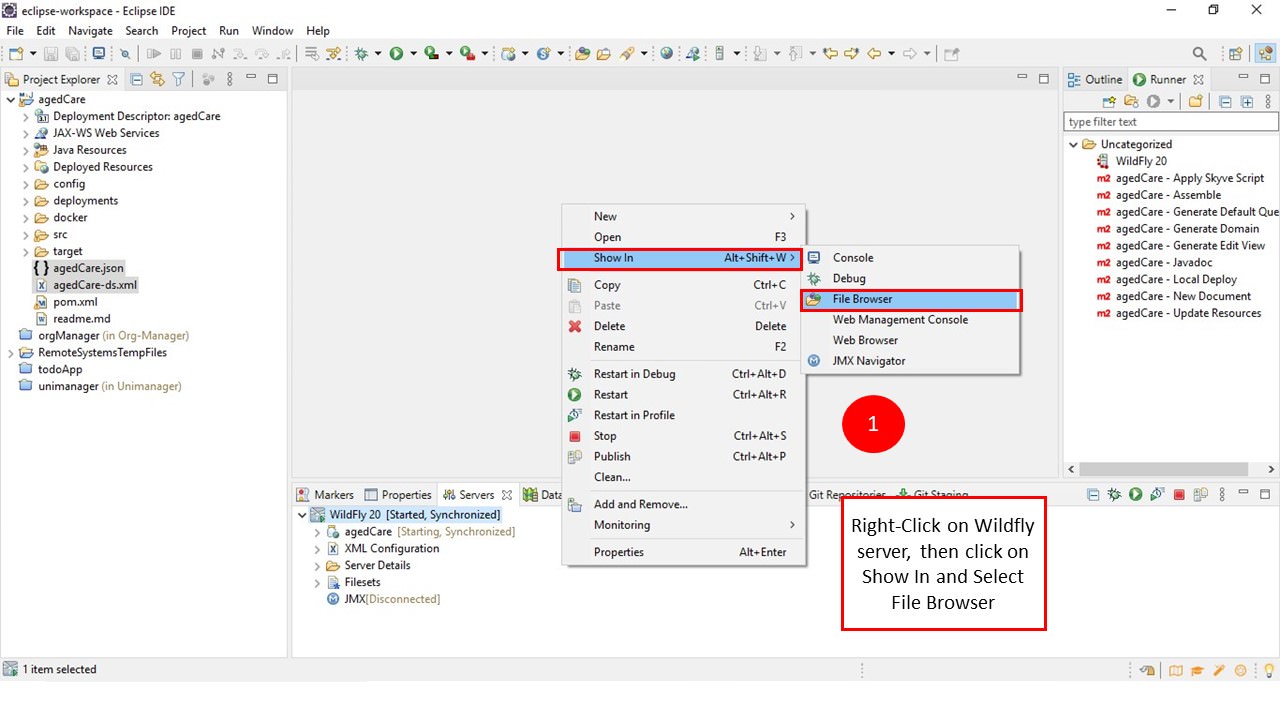 eclipse-workspace - Eclipse IDE
File Edit Navigate Search Project Run Window Help
Project Explorer
agedCare
Deployment Descriptor: agedCare
JAX-WS Web Services
Java Resources
Deployed Resources
config
deployments
docker
src
target
agedCare.json
agedCare-ds.xml
pom.xml
readme.md
orgManager (in Org-Manager)
RemoteSystemsTempFiles
todoApp
unimanager (in Unimanager)
New
Open F3
Show In Alt+Shift+W
Copy Ctrl+C
Paste Ctrl+V
Delete Delete
Rename F2
Restart in Debug Ctrl+Alt+D
Restart Ctrl+Alt+R
Restart in Profile
Stop Ctrl+Alt+S
Publish Ctrl+Alt+P
Clean...
Add and Remove...
Monitoring
Properties Alt+Enter
Console
Debug
File Browser
Web Management Console
Web Browser
JMX Navigator
1
Right-Click on Wildfly
server, then click on
Show In and Select
File Browser
Outline Runner
type filter text
Uncategorized
WildFly 20
m2 agedCare - Apply Skyve Script
m2 agedCare - Assemble
m2 agedCare - Generate Default Que
m2 agedCare - Generate Domain
m2 agedCare - Generate Edit View
m2 agedCare - Javadoc
m2 agedCare - Local Deploy
m2 agedCare - New Document
m2 agedCare - Update Resources
Markers Properties Servers Data Git Repositories Git Staging
WildFly 20 [Started, Synchronized]
agedCare [Starting, Synchronized]
XML Configuration
Server Details
Filesets
JMX[Disconnected]
1 item selected